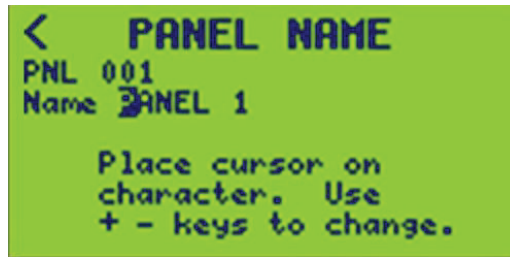 < PANEL NAME
PNL 001
Name PANEL 1
Place cursor on
character. Use
+ - keys to change.